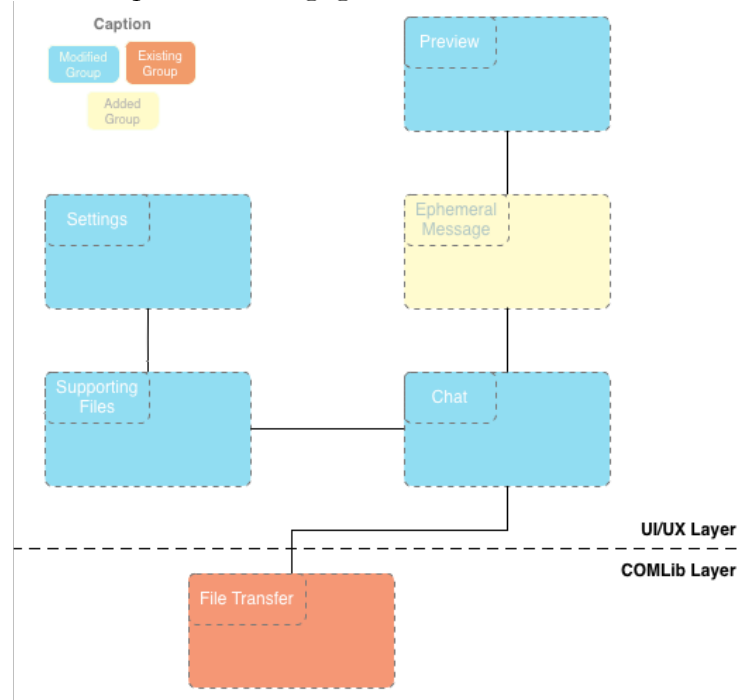 Caption
Modified
Group
Existing
Group
Added
Group
Preview
Settings
Ephemeral
Message
Supporting
Files
Chat
UI/UX Layer
COMLib Layer
File Transfer